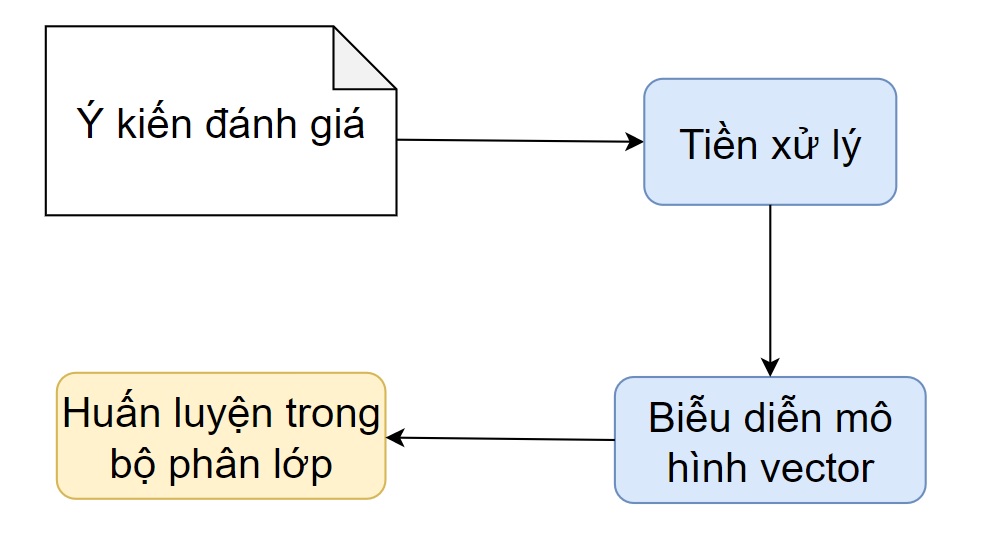 Ý kiến đánh giá
Tiền xử lý
Biễu diễn mô
hình vector
Huấn luyện trong
bộ phân lớp